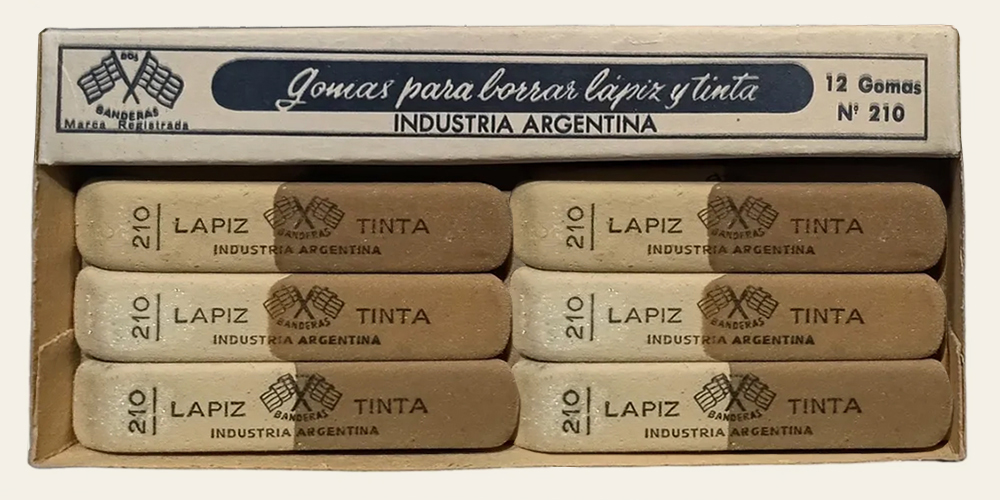 DOS
BANDERAS
Marca Registrada
gomas para borrar lápiz y tinta
INDUSTRIA ARGENTINA
12 Gomas
Nº 210
210 LAPIZ BANDERAS TINTA
INDUSTRIA ARGENTINA
210 LAPIZ BANDERAS TINTA
INDUSTRIA ARGENTINA
210 LAPIZ BANDERAS TINTA
INDUSTRIA ARGENTINA
210 LAPIZ BANDERAS TINTA
INDUSTRIA ARGENTINA
210 LAPIZ BANDERAS TINTA
INDUSTRIA ARGENTINA
210 LAPIZ BANDERAS TINTA
INDUSTRIA ARGENTINA